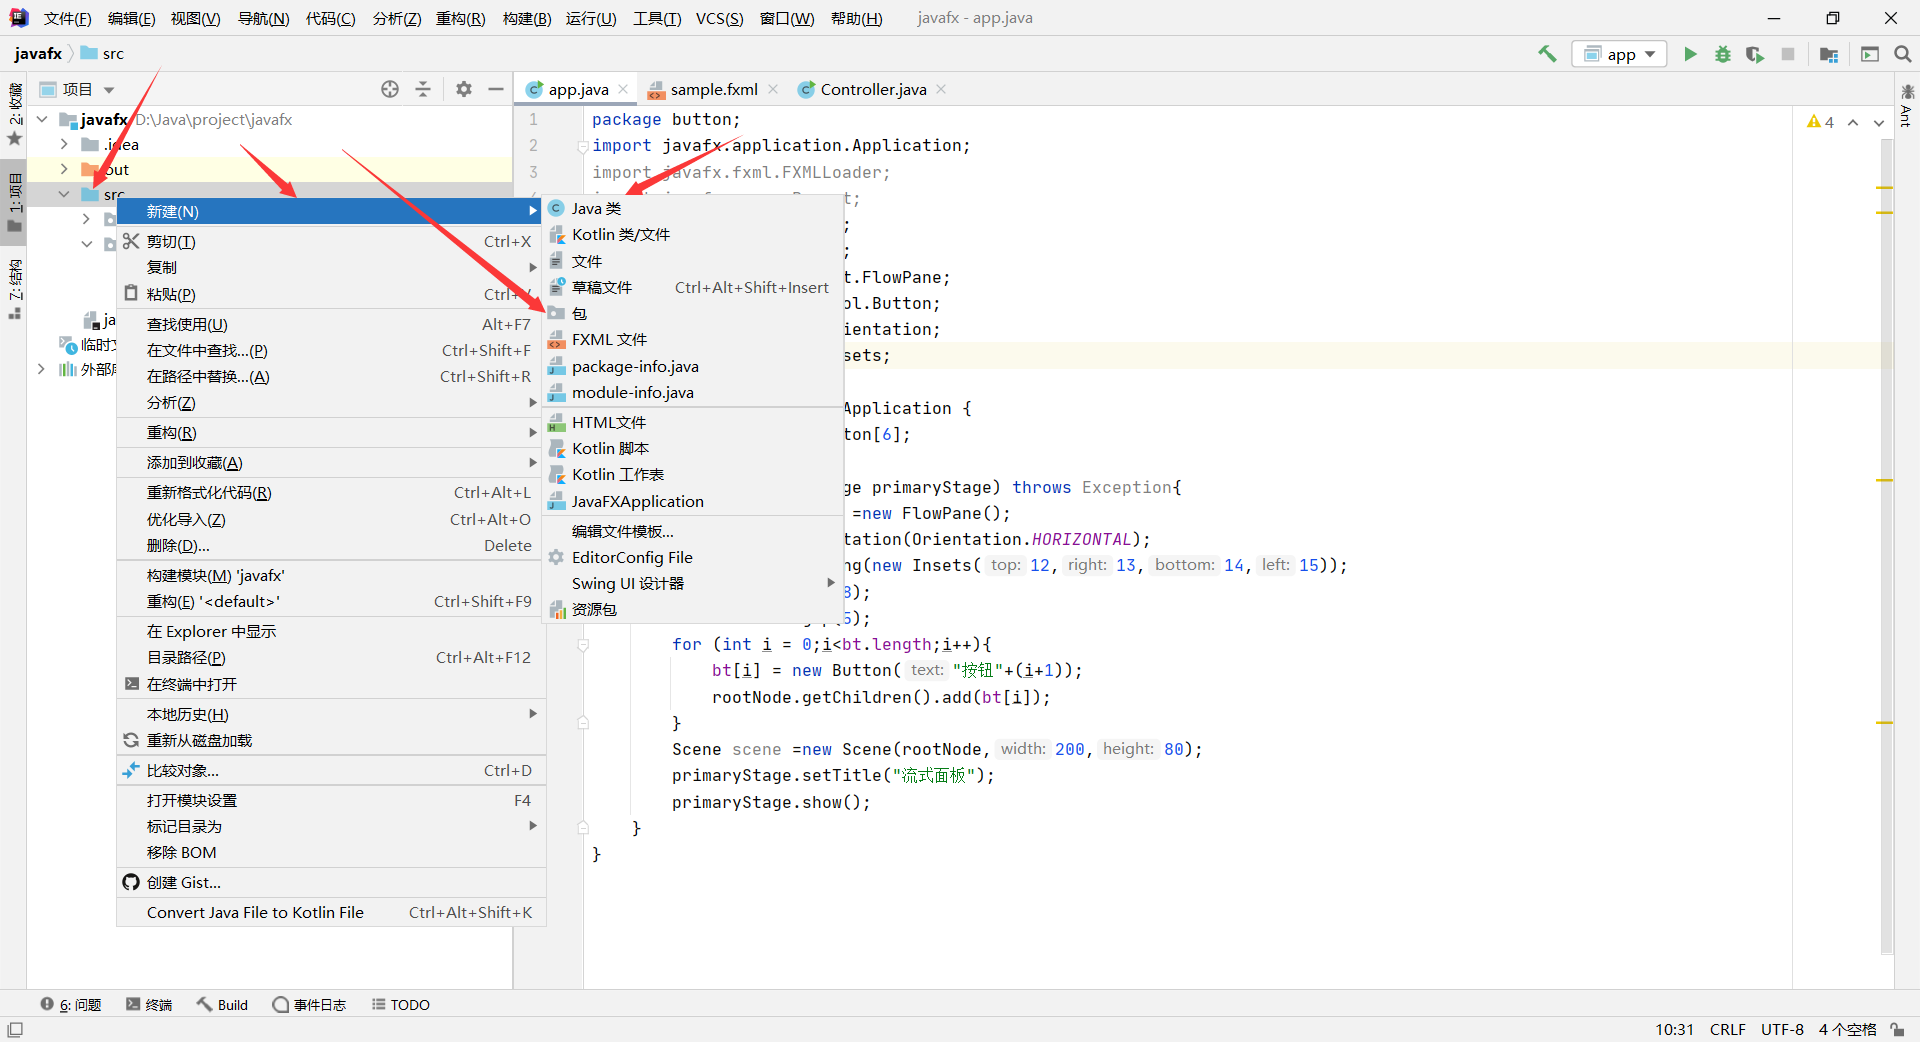 文件(F) 编辑(E) 视图(V) 导航(N) 代码(C) 分析(Z) 重构(R) 构建(B) 运行(U) 工具(T) VCS(S) 窗口(W) 帮助(H) javafx - app.java
javafx src
app
2: 收藏
1: 项目
7: 结构
Ant
项目
app.java
sample.fxml
Controller.java
javafx D:\Java\project\javafx
.idea
out
src
ja
临时文
外部库
新建(N)
剪切(T) Ctrl+X
复制
粘贴(P) Ctrl+V
查找使用(U) Alt+F7
在文件中查找...(P) Ctrl+Shift+F
在路径中替换...(A) Ctrl+Shift+R
分析(Z)
重构(R)
添加到收藏(A)
重新格式化代码(R) Ctrl+Alt+L
优化导入(Z) Ctrl+Alt+O
删除(D)... Delete
构建模块(M) 'javafx'
重构(E) '<default>' Ctrl+Shift+F9
在 Explorer 中显示
目录路径(P) Ctrl+Alt+F12
在终端中打开
本地历史(H)
重新从磁盘加载
比较对象... Ctrl+D
打开模块设置 F4
标记目录为
移除 BOM
创建 Gist...
Convert Java File to Kotlin File Ctrl+Alt+Shift+K
Java 类
Kotlin 类/文件
文件
草稿文件 Ctrl+Alt+Shift+Insert
包
FXML 文件
package-info.java
module-info.java
HTML文件
Kotlin 脚本
Kotlin 工作表
JavaFXApplication
编辑文件模板...
EditorConfig File
Swing UI 设计器
资源包
4
1 package button;
2 import javafx.application.Application;
3 import javafx.fxml.FXMLLoader;
t;
;
;
t.FlowPane;
ol.Button;
ientation;
sets;
Application {
ton[6];
ge primaryStage) throws Exception{
=new FlowPane();
tation(Orientation.HORIZONTAL);
ng(new Insets( top: 12, right: 13, bottom: 14, left: 15));
8);
5);
for (int i = 0;i<bt.length;i++){
bt[i] = new Button( text: "按钮"+(i+1));
rootNode.getChildren().add(bt[i]);
}
Scene scene =new Scene(rootNode, width: 200, height: 80);
primaryStage.setTitle("流式面板");
primaryStage.show();
}
}
6: 问题 终端 Build 事件日志 TODO
10:31 CRLF UTF-8 4 个空格